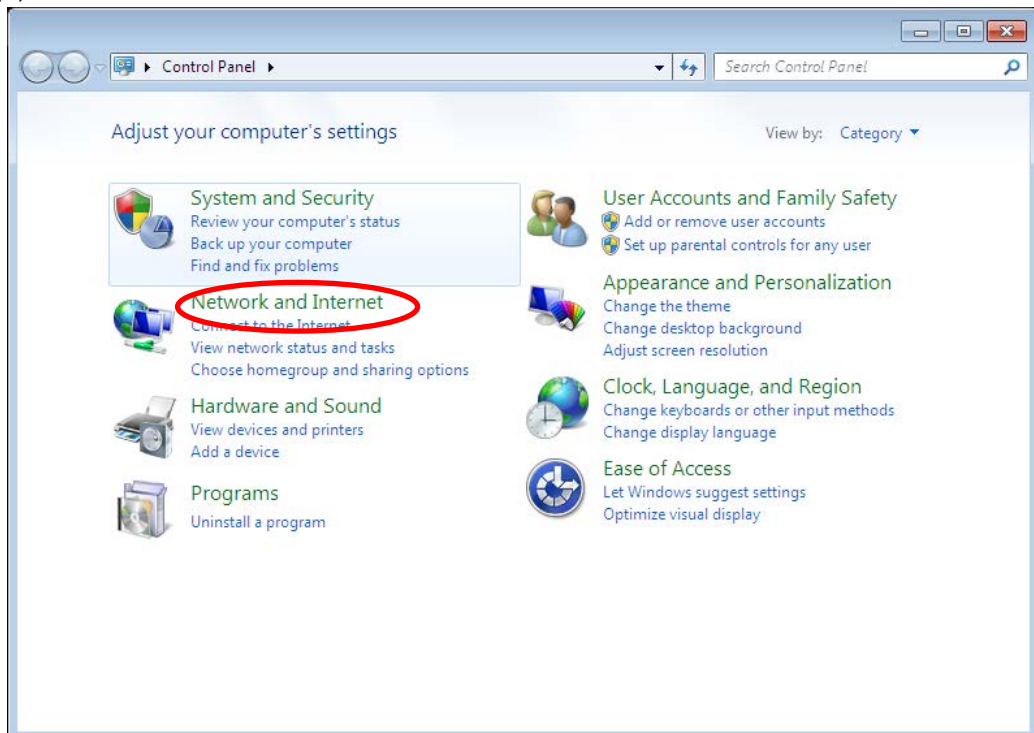 Control Panel
Search Control Panel
Adjust your computer's settings
View by: Category
System and Security
Review your computer's status
Back up your computer
Find and fix problems
Network and Internet
Connect to the Internet
View network status and tasks
Choose homegroup and sharing options
Hardware and Sound
View devices and printers
Add a device
Programs
Uninstall a program
User Accounts and Family Safety
Add or remove user accounts
Set up parental controls for any user
Appearance and Personalization
Change the theme
Change desktop background
Adjust screen resolution
Clock, Language, and Region
Change keyboards or other input methods
Change display language
Ease of Access
Let Windows suggest settings
Optimize visual display